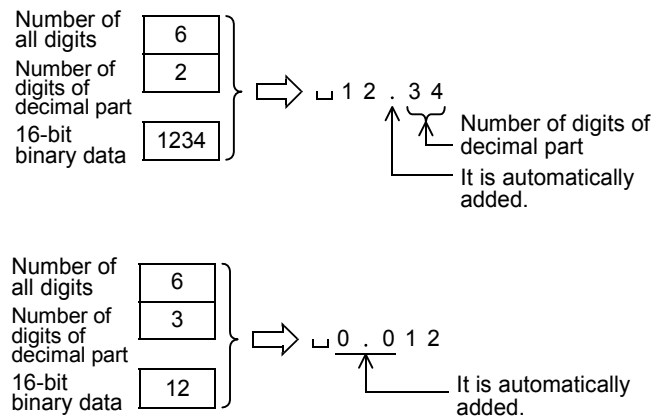 Number of
all digits
6
Number of
digits of
decimal part
2
16-bit
binary data
1234
␣12.34
Number of digits of
decimal part
It is automatically
added.
Number of
all digits
6
Number of
digits of
decimal part
3
16-bit
binary data
12
␣0.012
It is automatically
added.